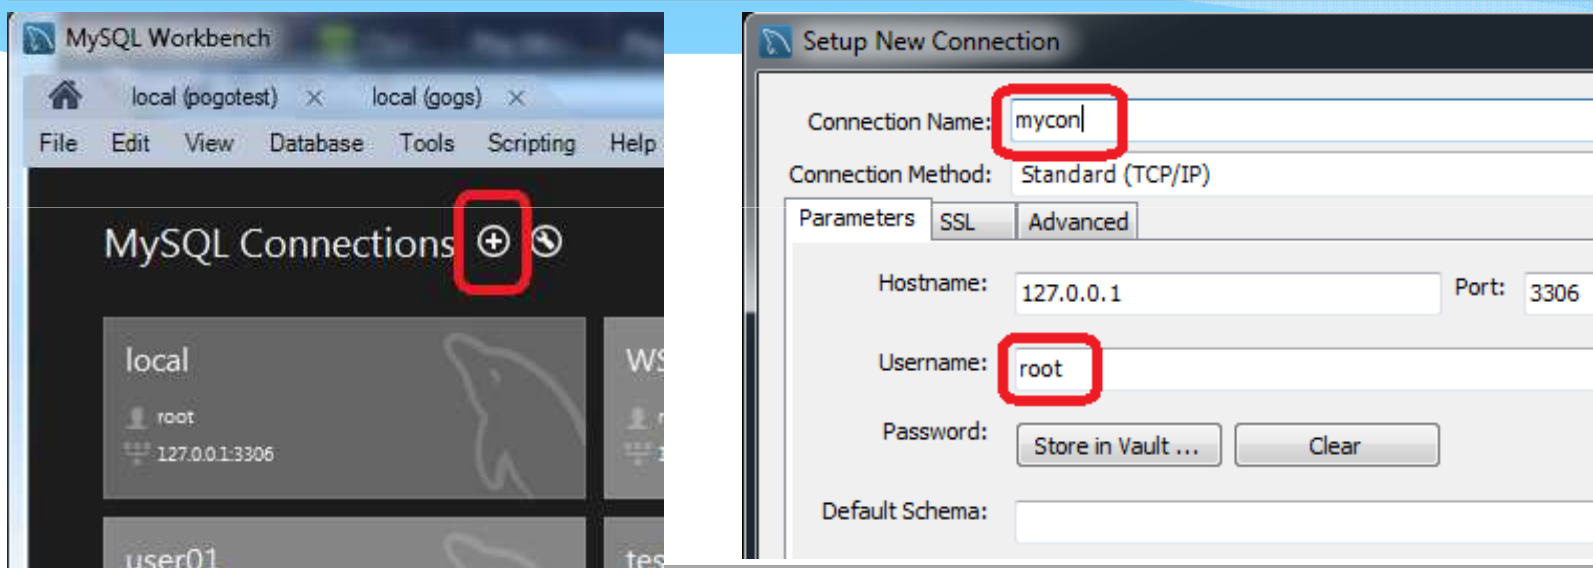 MySQL Workbench
local (pogotest) × local (gogs) ×
File Edit View Database Tools Scripting Help
MySQL Connections
local
root
127.0.0.1:3306
user01
Setup New Connection
Connection Name: mycon
Connection Method: Standard (TCP/IP)
Parameters SSL Advanced
Hostname: 127.0.0.1 Port: 3306
Username: root
Password: Store in Vault ... Clear
Default Schema: